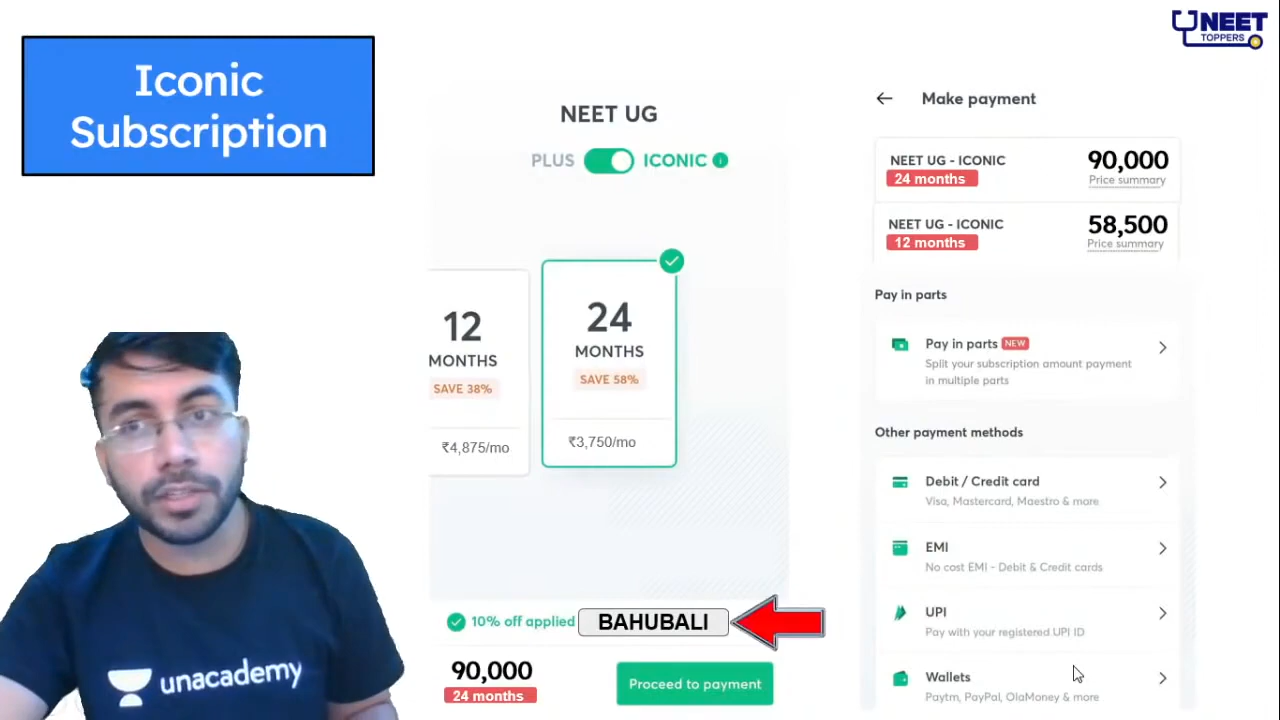 Iconic
Subscription
NEET
TOPPERS
NEET UG
PLUS ICONIC
12
MONTHS
SAVE 38%
₹4,875/mo
24
MONTHS
SAVE 58%
₹3,750/mo
10% off applied BAHUBALI
90,000
24 months
Proceed to payment
Make payment
NEET UG - ICONIC 90,000
24 months Price summary
NEET UG - ICONIC 58,500
12 months Price summary
Pay in parts
Pay in parts NEW
Split your subscription amount payment
in multiple parts
Other payment methods
Debit / Credit card
Visa, Mastercard, Maestro & more
EMI
No cost EMI - Debit & Credit cards
UPI
Pay with your registered UPI ID
Wallets
Paytm, PayPal, OlaMoney & more
unacademy